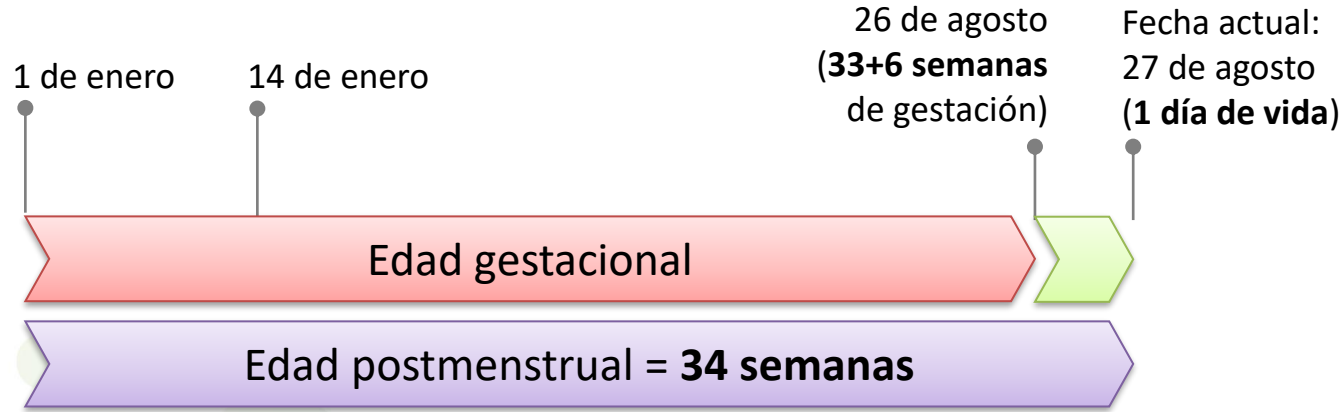 1 de enero
14 de enero
26 de agosto
(33+6 semanas
de gestación)
Fecha actual:
27 de agosto
(1 día de vida)
Edad gestacional
Edad postmenstrual = 34 semanas